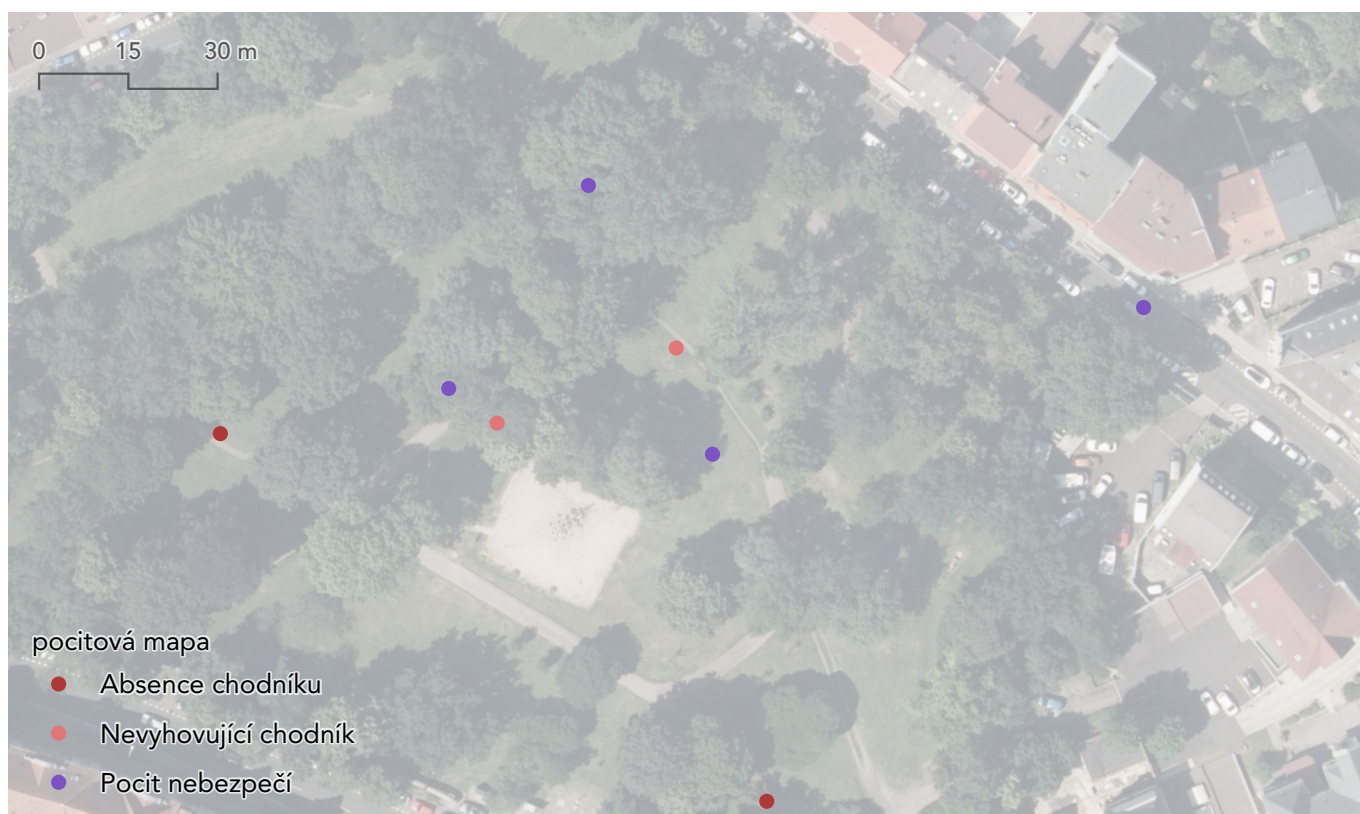 0 15 30 m
pocitová mapa
Absence chodníku
Nevyhovující chodník
Pocit nebezpečí